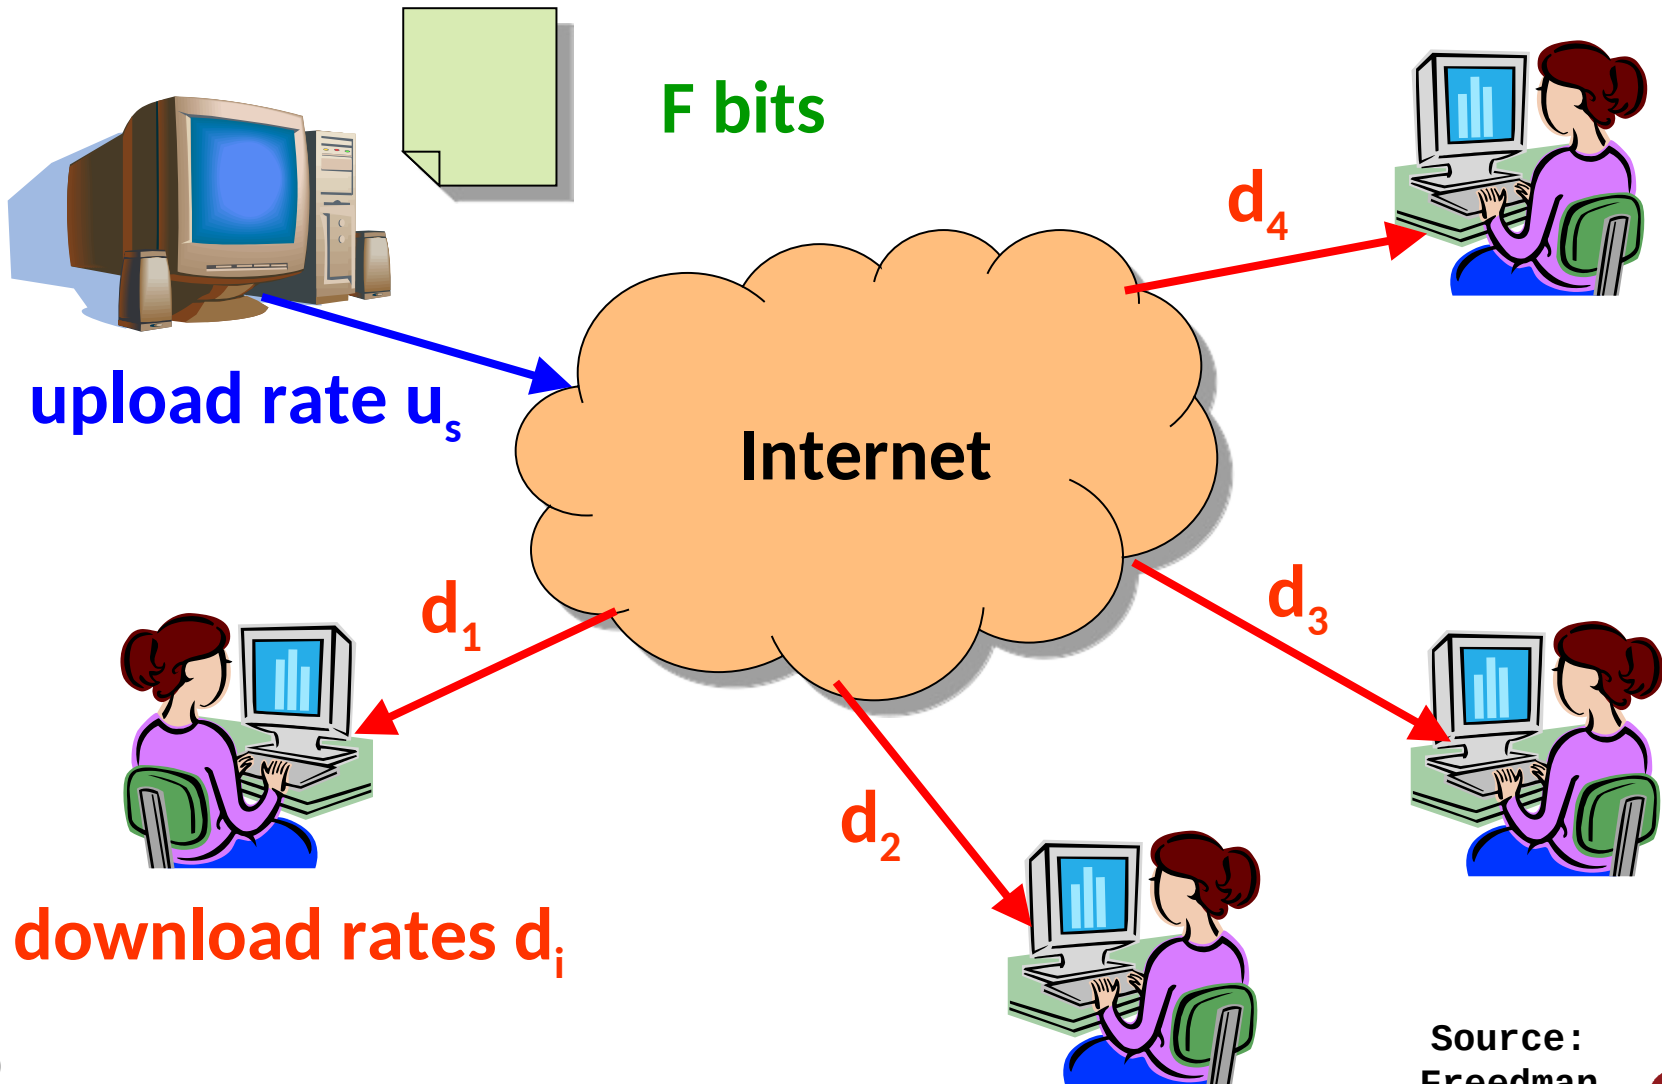 F bits
d4
upload rate us
Internet
d1
d3
d2
download rates di
Source:
Freedman